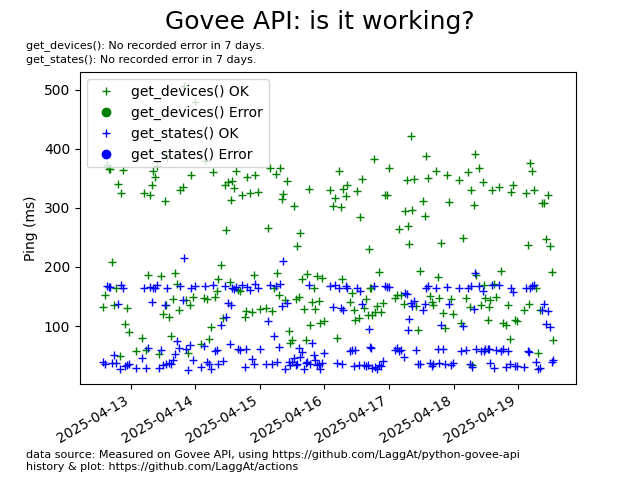 Govee API: is it working?
get_devices(): No recorded error in 7 days.
get_states(): No recorded error in 7 days.
get_devices() OK
get_devices() Error
get_states() OK
get_states() Error
500
400
300
200
100
Ping (ms)
2025-04-13
2025-04-14
2025-04-15
2025-04-16
2025-04-17
2025-04-18
2025-04-19
data source: Measured on Govee API, using https://github.com/LaggAt/python-govee-api
history & plot: https://github.com/LaggAt/actions